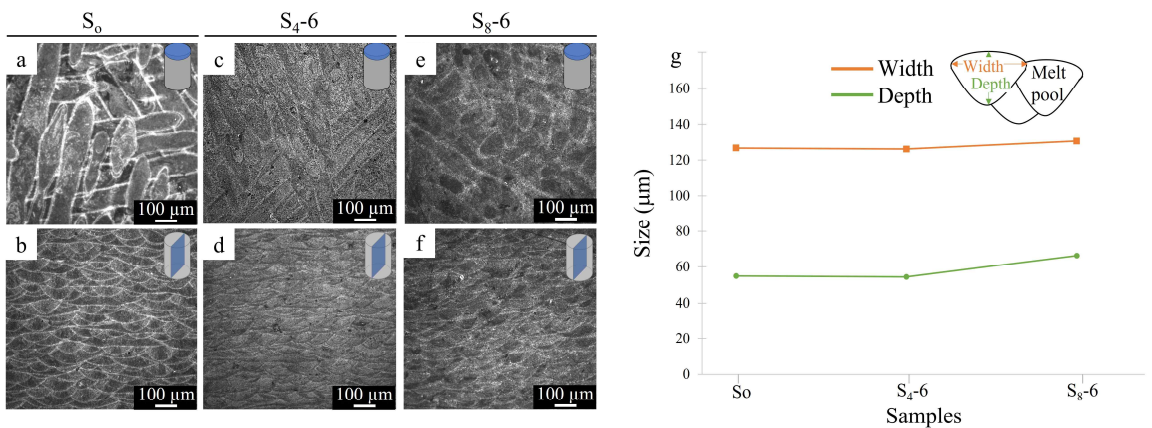 So
S4-6
S8-6
a
c
e
100 µm
100 µm
100 µm
b
d
f
100 µm
100 µm
100 µm
g
Width
Depth
Width
Depth
Melt
pool
160
140
120
100
80
60
40
20
0
Size (µm)
So
S4-6
S8-6
Samples